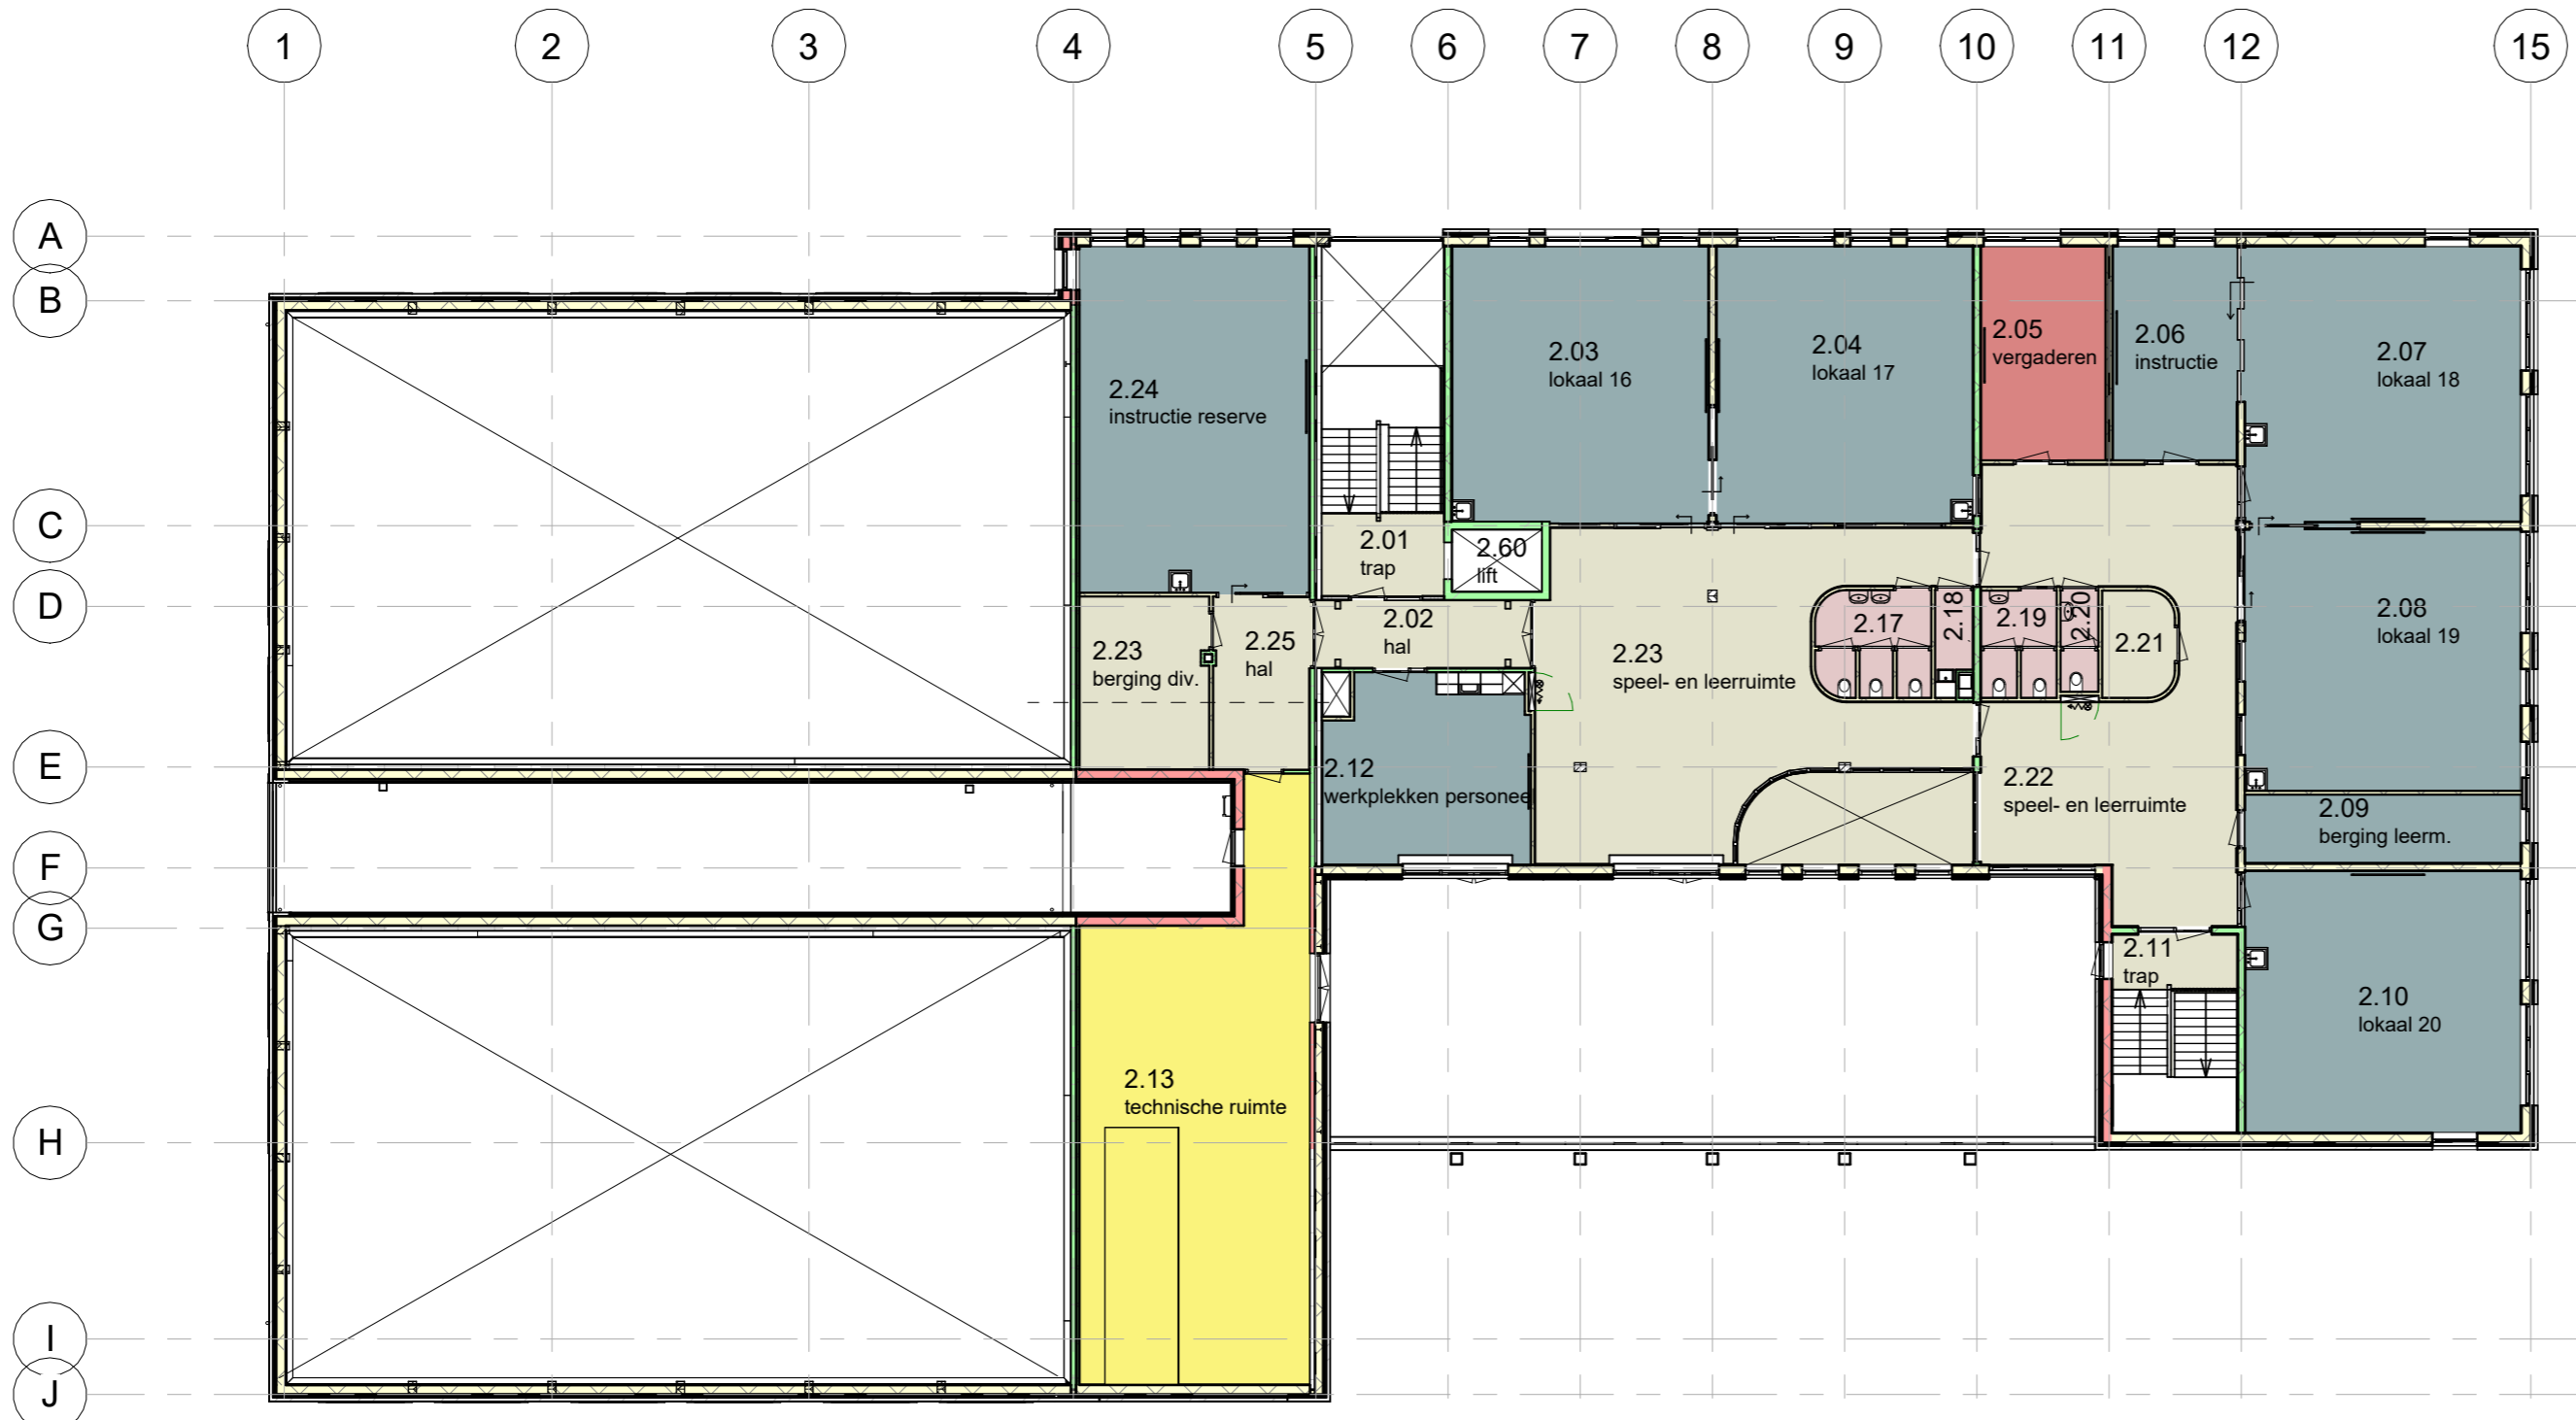 1 2 3 4 5 6 7 8 9 10 11 12 15
A
B
C
D
E
F
G
H
I
J
2.24
instructie reserve
2.03
lokaal 16
2.04
lokaal 17
2.05
vergaderen
2.06
instructie
2.07
lokaal 18
2.01
trap
2.60
lift
2.02
hal
2.23
berging div.
2.25
hal
2.23
speel- en leerruimte
2.17
2.18
2.19
2.20
2.21
2.08
lokaal 19
2.12
werkplekken personeel
2.22
speel- en leerruimte
2.09
berging leerm.
2.11
trap
2.10
lokaal 20
2.13
technische ruimte